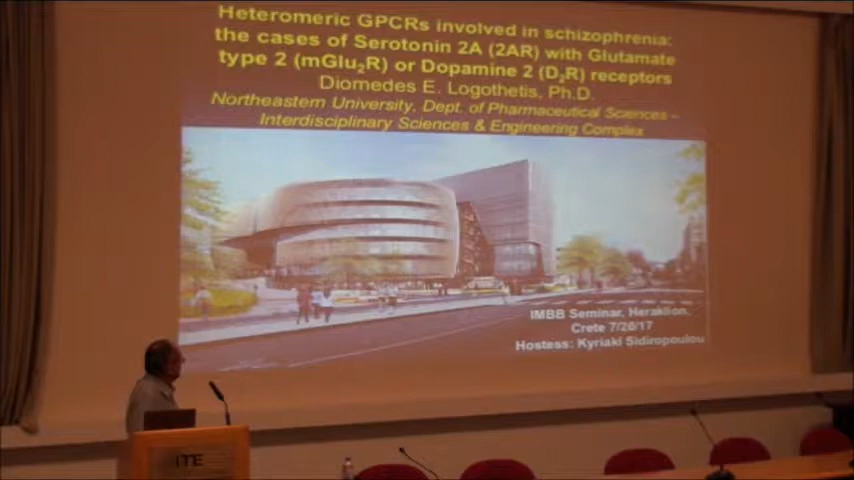 Heteromeric GPCRs involved in schizophrenia:
the cases of Serotonin 2A (2AR) with Glutamate
type 2 (mGlu₂R) or Dopamine 2 (D₂R) receptors
Diomedes E. Logothetis, Ph.D.
Northeastern University, Dept. of Pharmaceutical Sciences –
Interdisciplinary Sciences & Engineering Complex
IMBB Seminar, Heraklion,
Crete 7/26/17
Hostess: Kyriaki Sidiropoulou
ITE